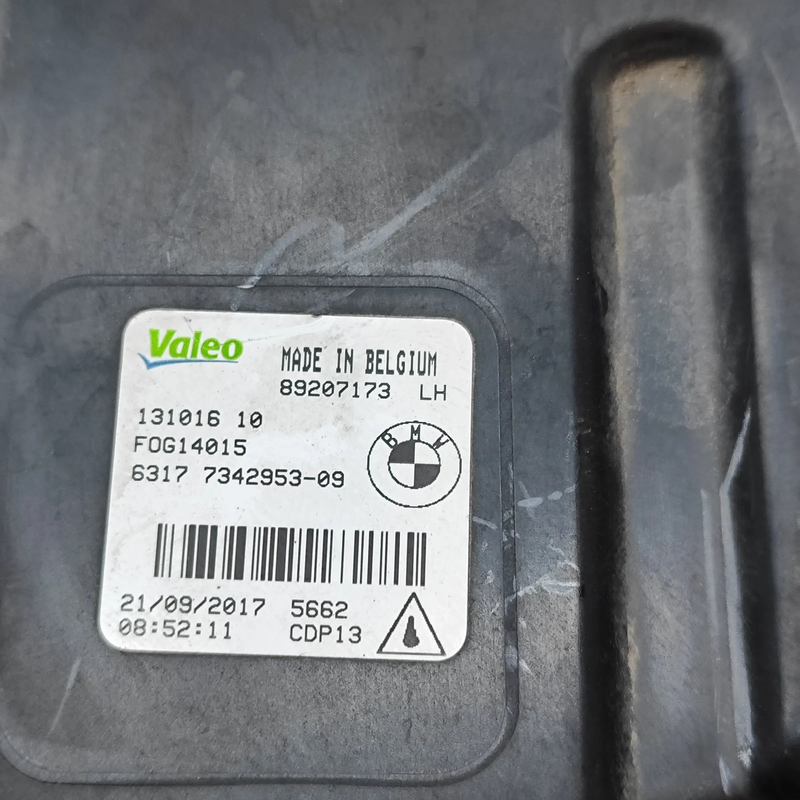 Valeo MADE IN BELGIUM
89207173 LH
131016 10
FOG14015
6317 7342953-09
BMW
21/09/2017 5662
08:52:11 CDP13